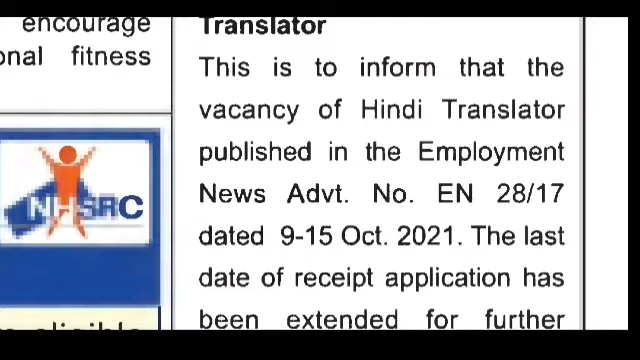 encourage
onal fitness
NHSRC
Translator
This is to inform that the
vacancy of Hindi Translator
published in the Employment
News Advt. No. EN 28/17
dated 9-15 Oct. 2021. The last
date of receipt application has
been extended for further